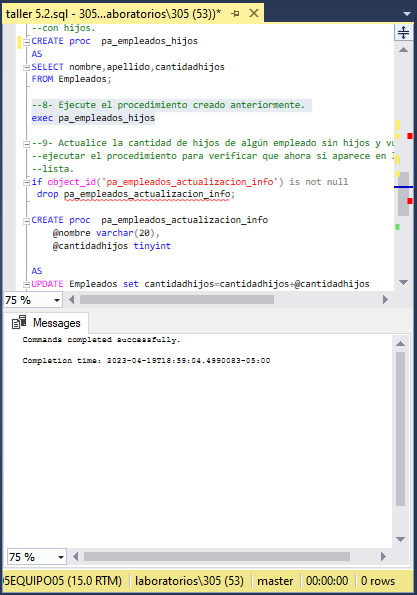 taller 5.2.sql - 305...aboratorios\305 (53))*
--con hijos.
CREATE proc pa_empleados_hijos
AS
SELECT nombre,apellido,cantidadhijos
FROM Empleados;
--8- Ejecute el procedimiento creado anteriormente.
exec pa_empleados_hijos
--9- Actualice la cantidad de hijos de algún empleado sin hijos y
--ejecutar el procedimiento para verificar que ahora si aparece en
--lista.
if object_id('pa_empleados_actualizacion_info') is not null
drop pa_empleados_actualizacion_info;
CREATE proc pa_empleados_actualizacion_info
@nombre varchar(20),
@cantidadhijos tinyint
AS
UPDATE Empleados set cantidadhijos=cantidadhijos+@cantidadhijos
75 %
Messages
Commands completed successfully.
Completion time: 2023-04-19T18:59:04.4990083-05:00
75 %
05EQUIPO05 (15.0 RTM) laboratorios\305 (53) master 00:00:00 0 rows